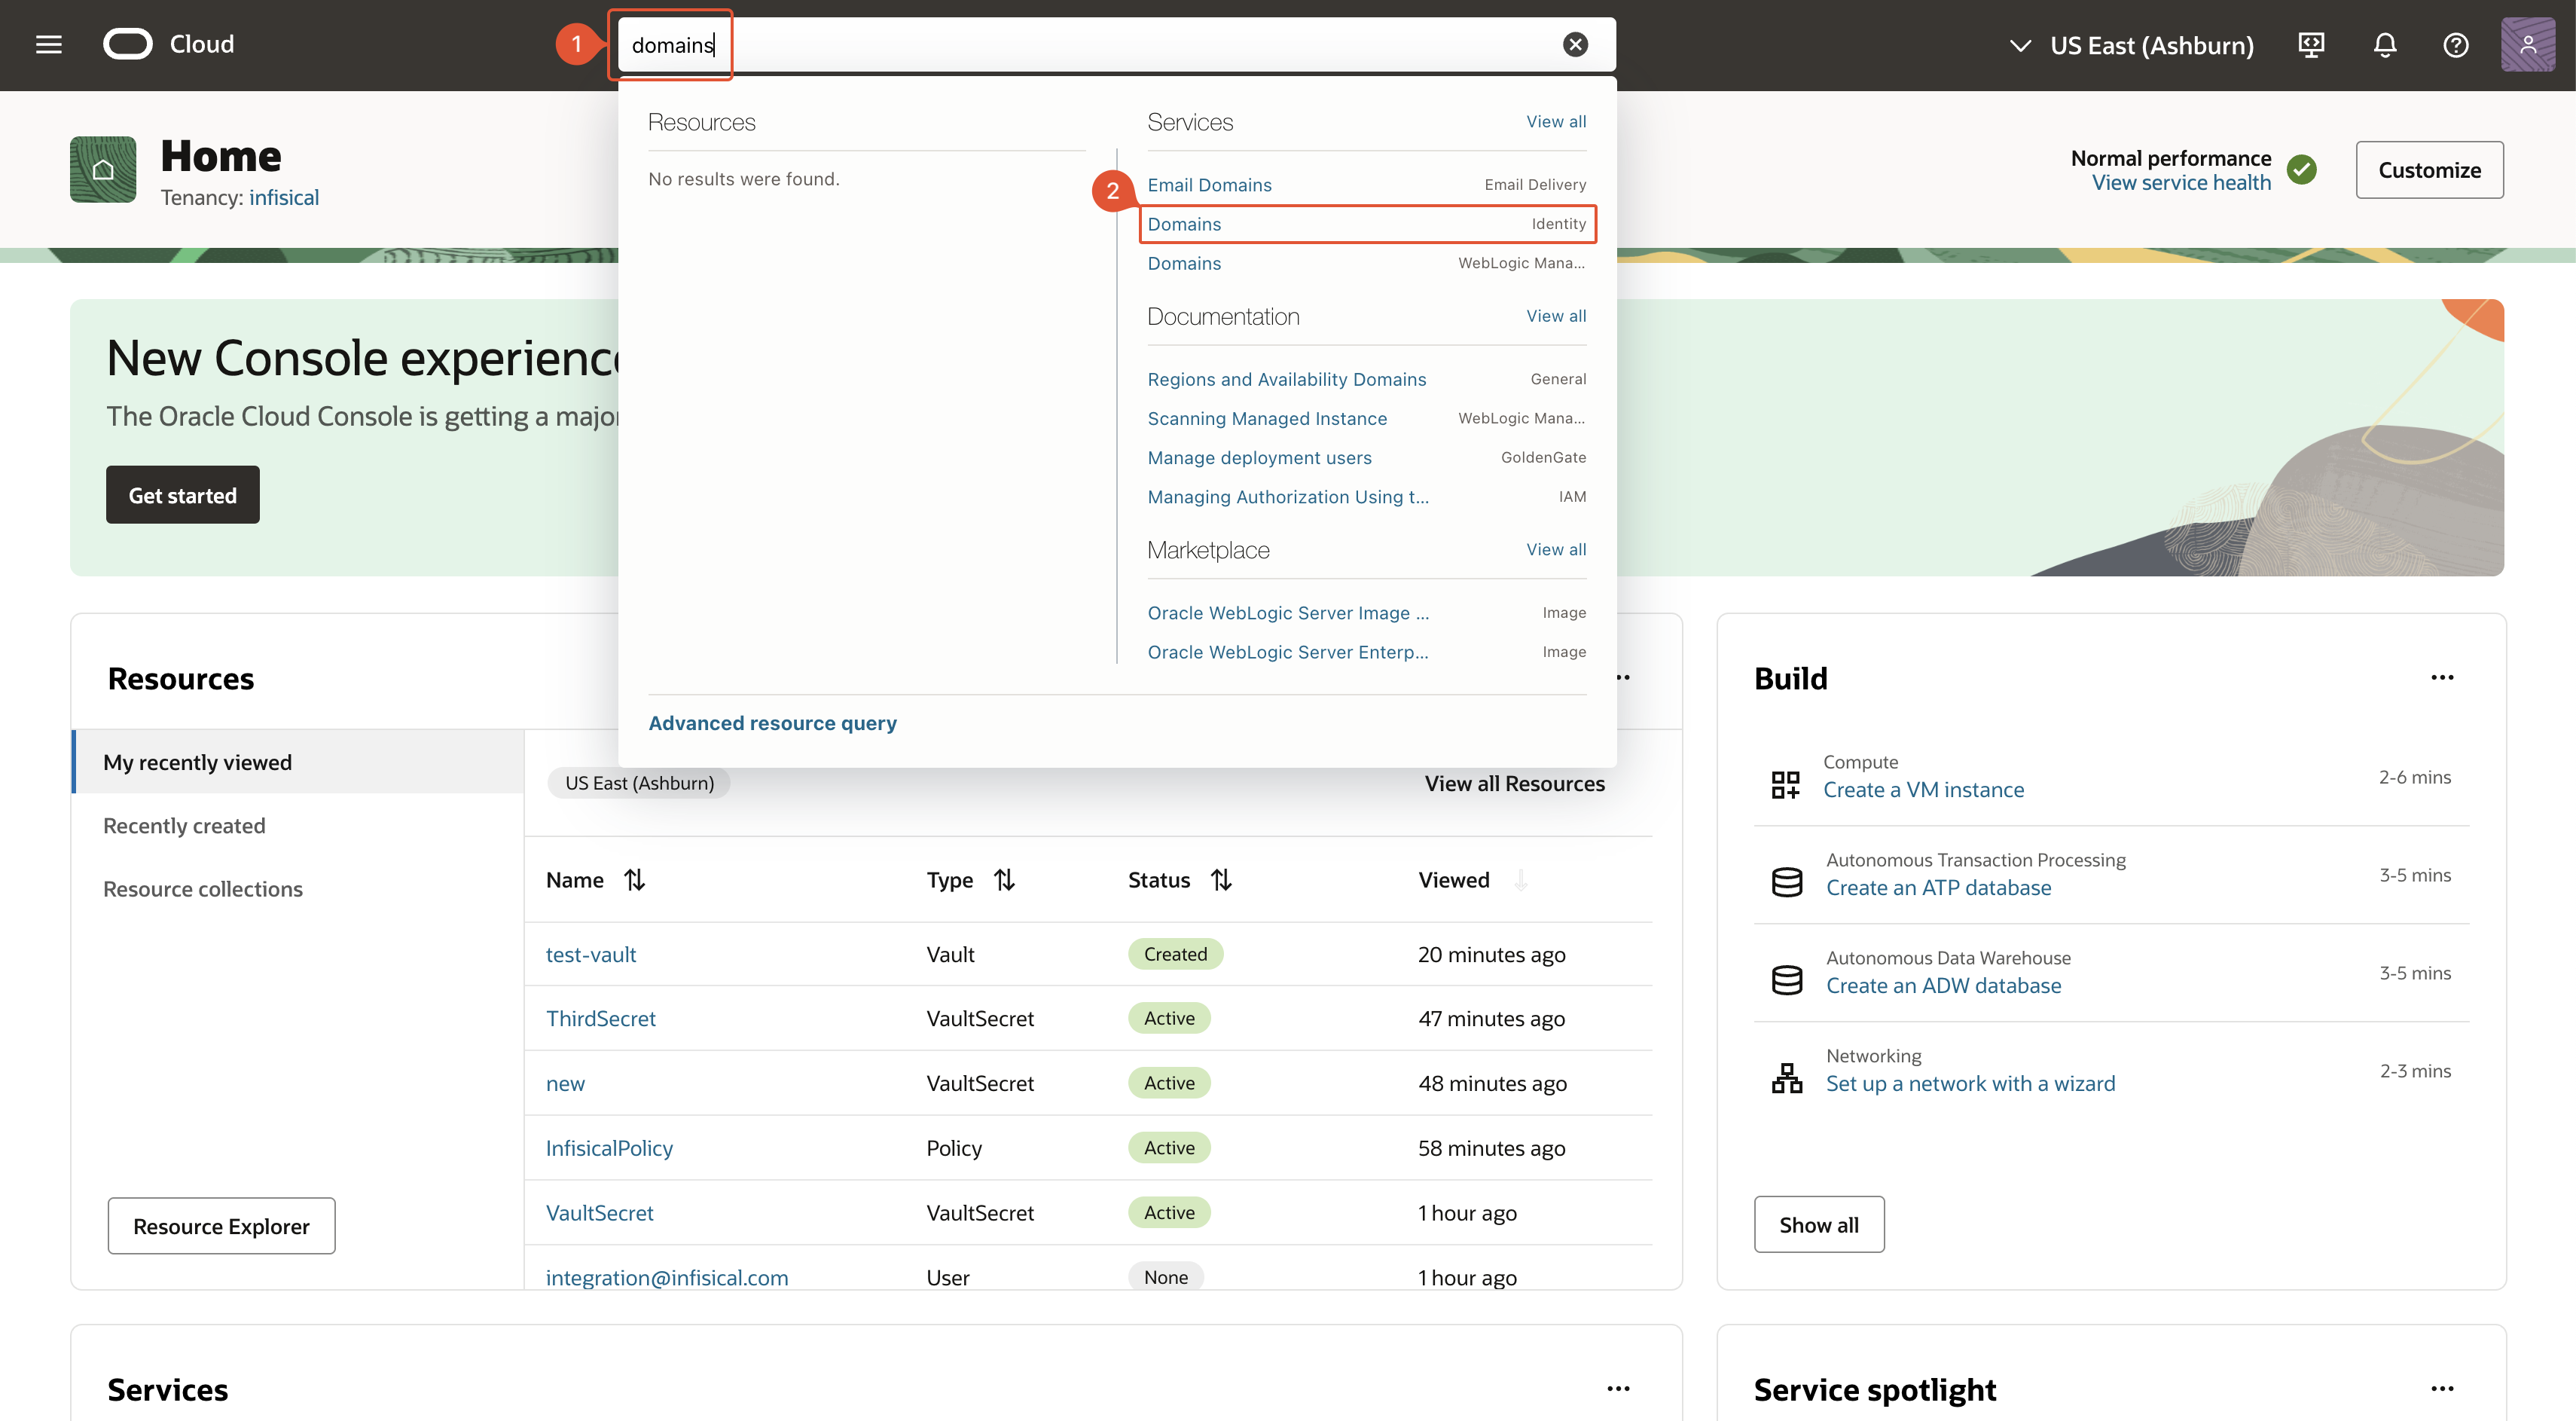 Cloud
1
domains
US East (Ashburn)
Home
Tenancy: infisical
Normal performance
View service health
Customize
Resources
No results were found.
Services
View all
2
Email Domains
Email Delivery
Domains
Identity
Domains
WebLogic Mana...
Documentation
View all
Regions and Availability Domains
General
Scanning Managed Instance
WebLogic Mana...
Manage deployment users
GoldenGate
Managing Authorization Using t...
IAM
Marketplace
View all
Oracle WebLogic Server Image ...
Image
Oracle WebLogic Server Enterp...
Image
Advanced resource query
New Console experienc
The Oracle Cloud Console is getting a major
Get started
Resources
My recently viewed
Recently created
Resource collections
Resource Explorer
US East (Ashburn)
View all Resources
Name
Type
Status
Viewed
test-vault
Vault
Created
20 minutes ago
ThirdSecret
VaultSecret
Active
47 minutes ago
new
VaultSecret
Active
48 minutes ago
InfisicalPolicy
Policy
Active
58 minutes ago
VaultSecret
VaultSecret
Active
1 hour ago
integration@infisical.com
User
None
1 hour ago
Build
Compute
Create a VM instance
2-6 mins
Autonomous Transaction Processing
Create an ATP database
3-5 mins
Autonomous Data Warehouse
Create an ADW database
3-5 mins
Networking
Set up a network with a wizard
2-3 mins
Show all
Services
Service spotlight